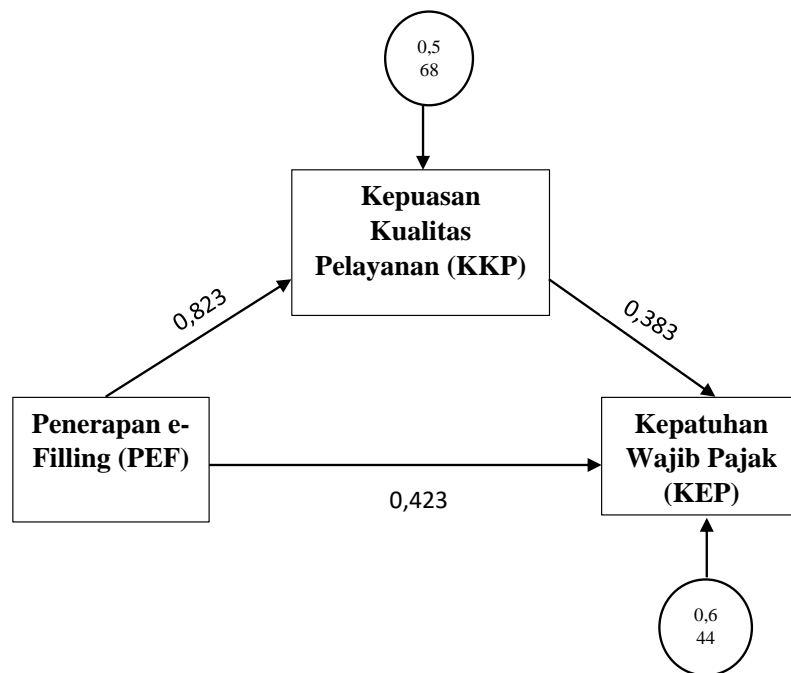 0,5
68
Kepuasan
Kualitas
Pelayanan (KKP)
0,823
0,383
Penerapan e-
Filling (PEF)
Kepatuhan
Wajib Pajak
(KEP)
0,423
0,6
44